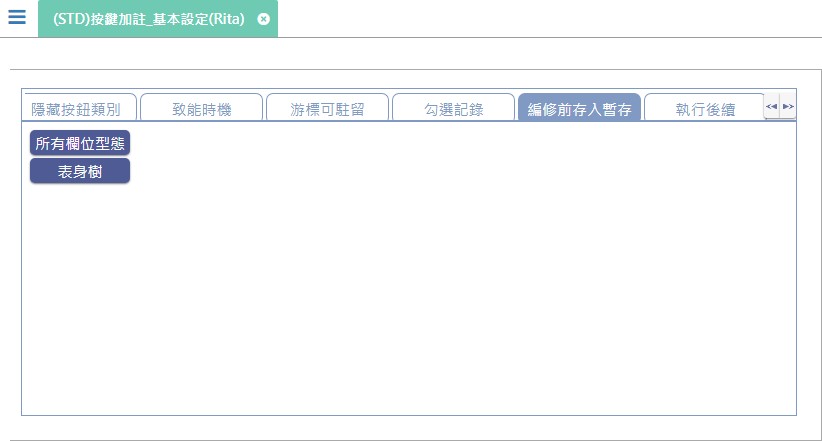 (STD)按鍵加註_基本設定(Rita)
隱藏按鈕類別
致能時機
游標可駐留
勾選記錄
編修前存入暫存
執行後續
所有欄位型態
表身樹